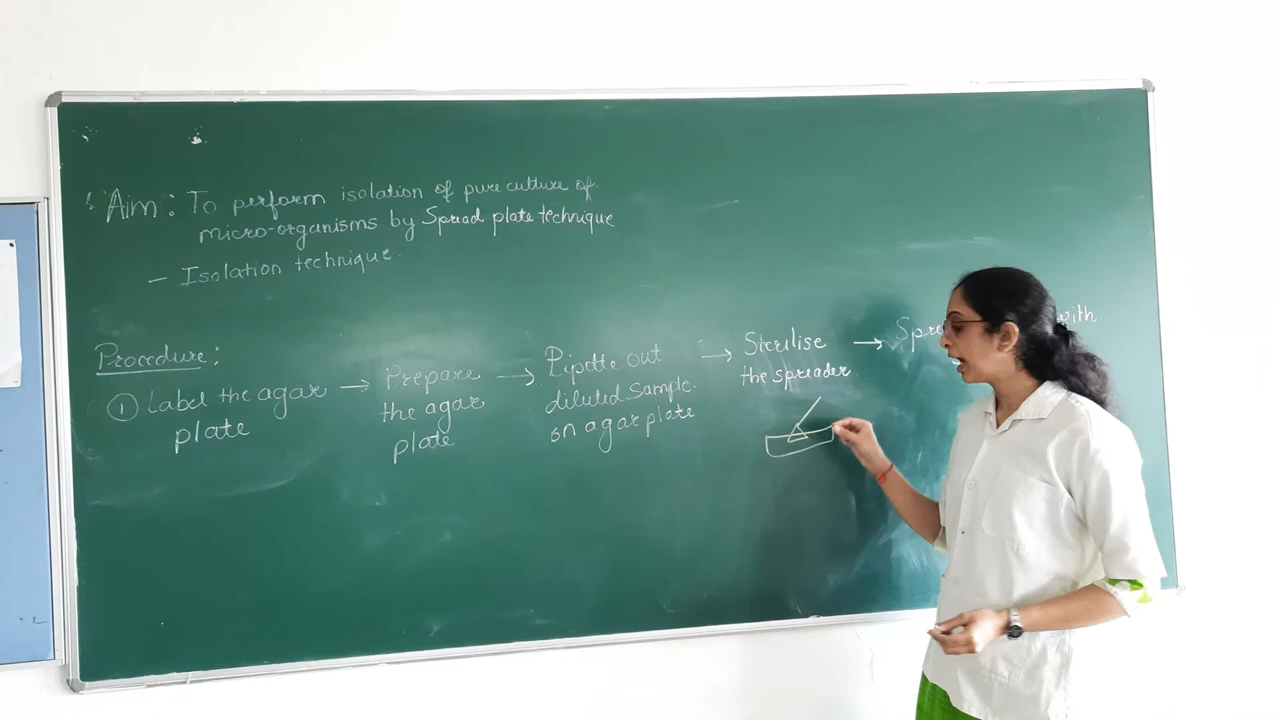 Aim: To perform isolation of pure culture of
micro-organisms by Spread plate technique
- Isolation technique.
Procedure:
① Label the agar
plate
→ Prepare
the agar
plate
→ Pipette out
diluted Sample.
on agar plate
→ Sterilise
the spreader
→ with